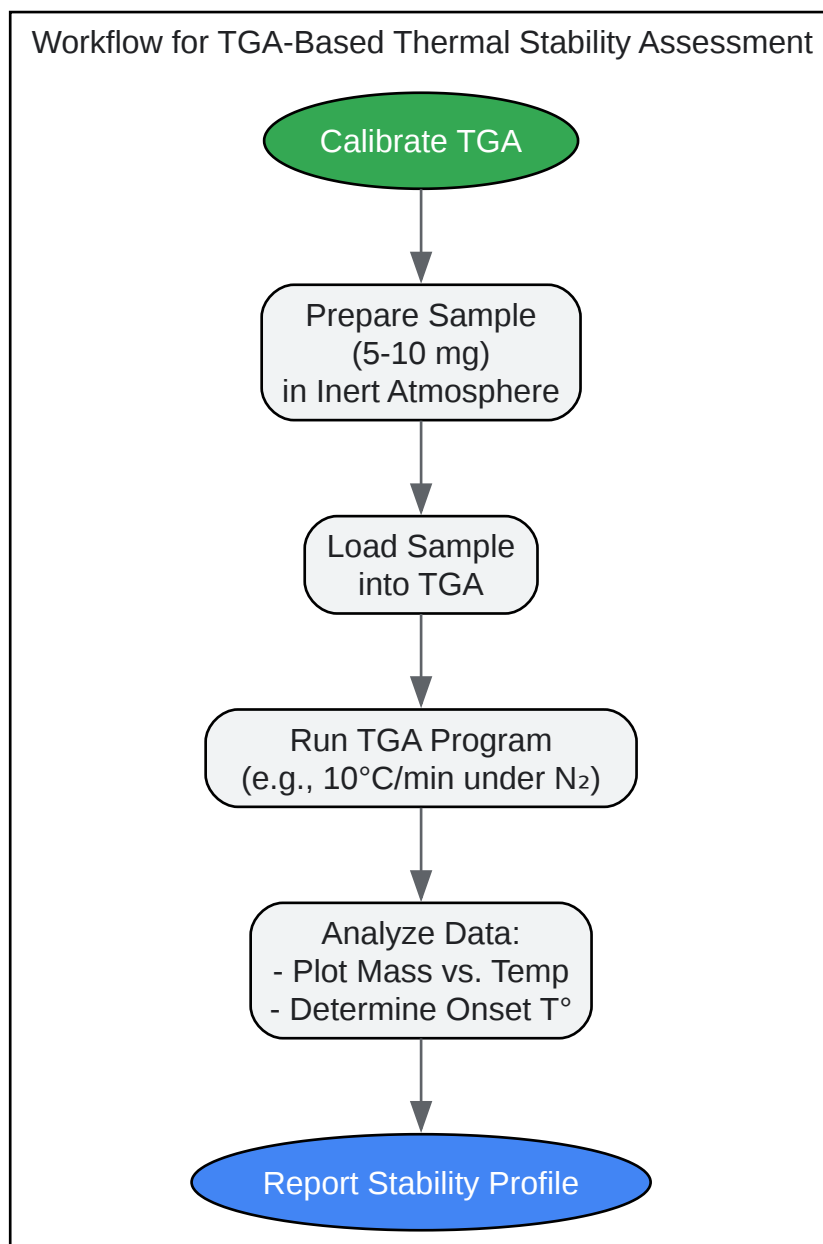 Workflow for TGA-Based Thermal Stability Assessment
Calibrate TGA
Prepare Sample
(5-10 mg)
in Inert Atmosphere
Load Sample
into TGA
Run TGA Program
(e.g., 10°C/min under N₂)
Analyze Data:
- Plot Mass vs. Temp
- Determine Onset T°
Report Stability Profile